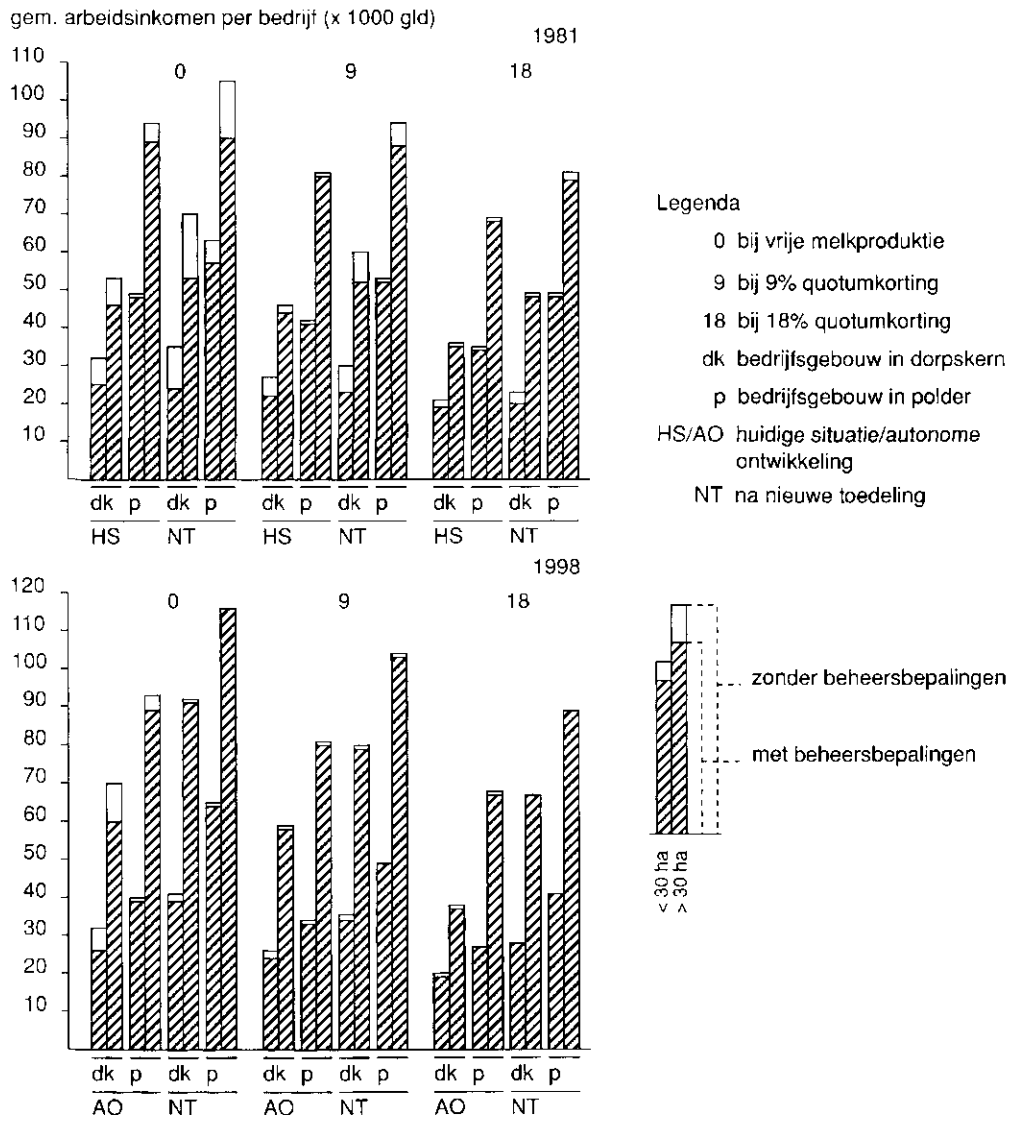 gem. arbeidsinkomen per bedrijf (x 1000 gld)
1981
110
100
90
80
70
60
50
40
30
20
10
0 9 18
dk p dk p dk p dk p dk p dk p
HS NT HS NT HS NT
Legenda
0 bij vrije melkproduktie
9 bij 9% quotumkorting
18 bij 18% quotumkorting
dk bedrijfsgebouw in dorpskern
p bedrijfsgebouw in polder
HS/AO huidige situatie/autonome
ontwikkeling
NT na nieuwe toedeling
1998
120
110
100
90
80
70
60
50
40
30
20
10
0 9 18
dk p dk p dk p dk p dk p dk p
AO NT AO NT AO NT
zonder beheersbepalingen
met beheersbepalingen
< 30 ha
> 30 ha